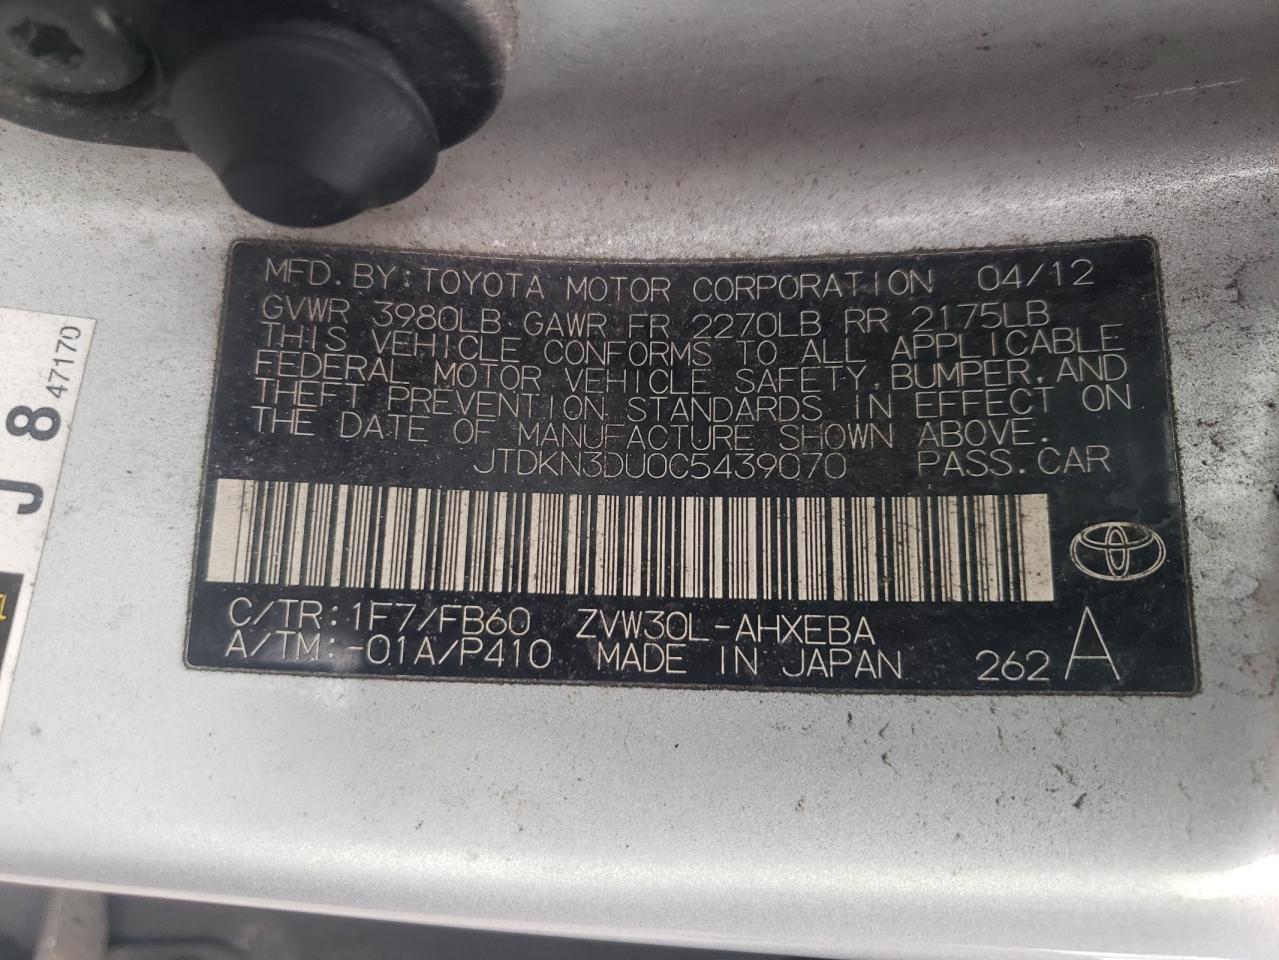 MFD.BY:TOYOTA MOTOR CORPORATION 04/12
GVWR 3980LB GAWR FR 2270LB RR 2175LB
THIS VEHICLE CONFORMS TO ALL APPLICABLE
FEDERAL MOTOR VEHICLE SAFETY,BUMPER,AND
THEFT PREVENTION STANDARDS IN EFFECT ON
THE DATE OF MANUFACTURE SHOWN ABOVE.
JTDKN3DU0C5439070 PASS.CAR
C/TR:1F7/FB60 ZVW30L-AHXEBA
A/TM:-01A/P410 MADE IN JAPAN 262 A
J 8 47170